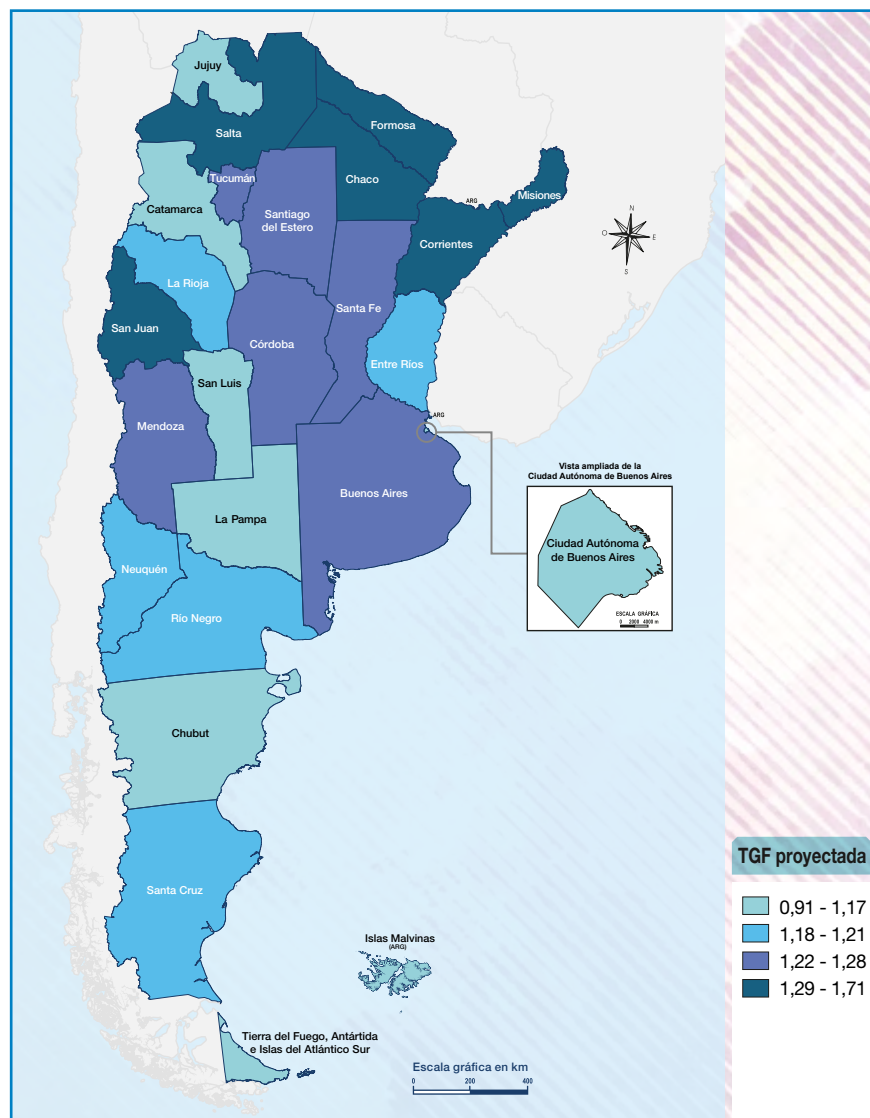 Jujuy
Salta
Formosa
Chaco
Tucumán
Misiones
ARG
Catamarca
Santiago
del Estero
Corrientes
N
O
E
S
La Rioja
Santa Fe
San Juan
Córdoba
Entre Ríos
San Luis
ARG
Mendoza
Vista ampliada de la
Ciudad Autónoma de Buenos Aires
Buenos Aires
La Pampa
Ciudad Autónoma
de Buenos Aires
Neuquén
ESCALA GRÁFICA
0 2000 4000 m
Río Negro
Chubut
Santa Cruz
Islas Malvinas
(ARG)
Tierra del Fuego, Antártida
e Islas del Atlántico Sur
Escala gráfica en km
0 200 400
TGF proyectada
0,91 - 1,17
1,18 - 1,21
1,22 - 1,28
1,29 - 1,71